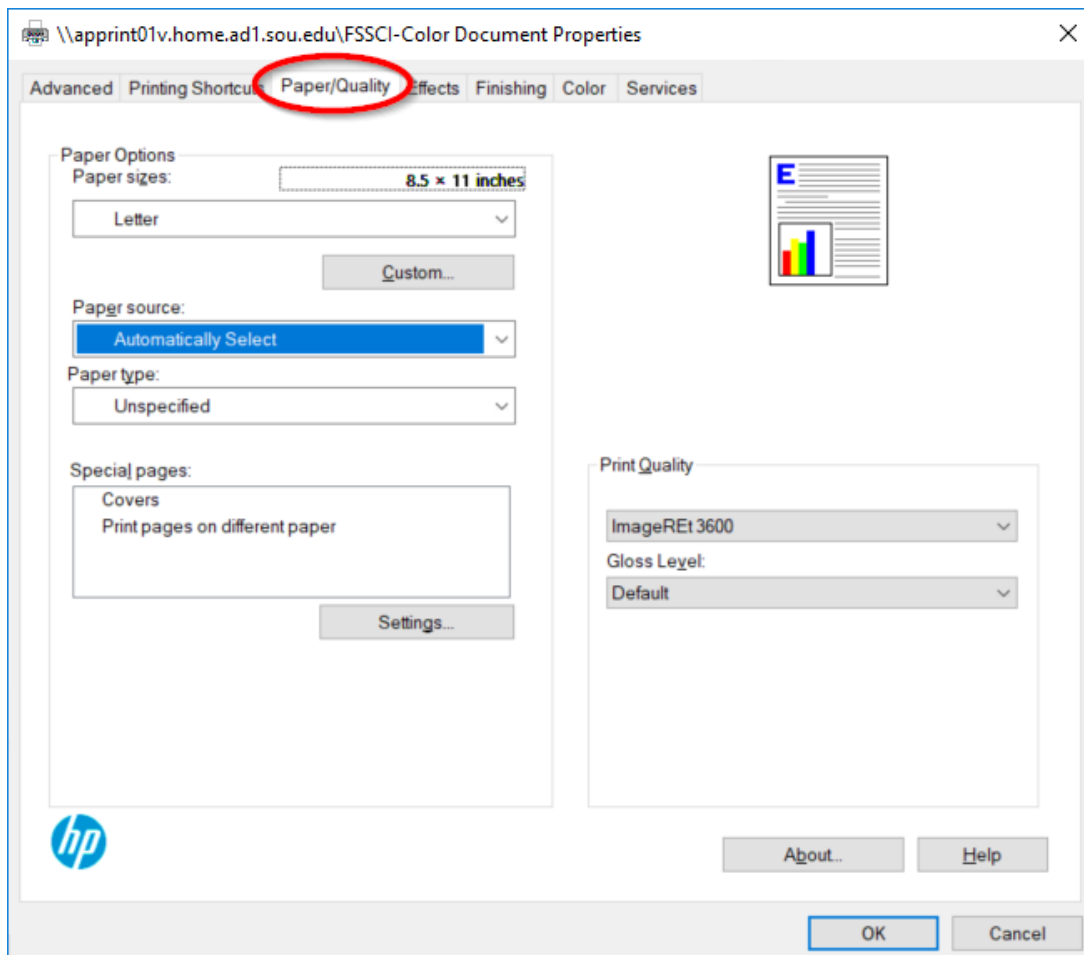 \\apprint01v.home.ad1.sou.edu\FSSCI-Color Document Properties
Advanced Printing Shortcuts Paper/Quality Effects Finishing Color Services
Paper Options
Paper sizes: 8.5 × 11 inches
Letter
Custom...
Paper source:
Automatically Select
Paper type:
Unspecified
Special pages:
Covers
Print pages on different paper
Settings...
E
Print Quality
ImageREt 3600
Gloss Level:
Default
hp
About... Help
OK Cancel